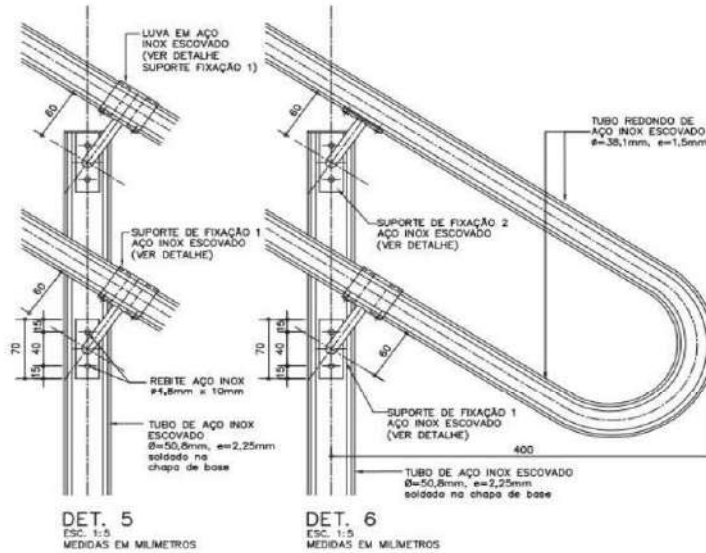 LUVA EM AÇO
INOX ESCOVADO
(VER DETALHE
SUPORTE FIXAÇÃO 1)
60
SUPORTE DE FIXAÇÃO 1
AÇO INOX ESCOVADO
(VER DETALHE)
60
70
15
40
15
REBITE AÇO INOX
ø4,8mm x 10mm
TUBO DE AÇO INOX
ESCOVADO
Ø=50,8mm, e=2,25mm
soldado na
chapa de base
DET. 5
ESC. 1:5
MEDIDAS EM MILÍMETROS
60
TUBO REDONDO DE
AÇO INOX ESCOVADO
ø=38,1mm, e=1,5mm
SUPORTE DE FIXAÇÃO 2
AÇO INOX ESCOVADO
(VER DETALHE)
70
15
40
15
60
SUPORTE DE FIXAÇÃO 1
AÇO INOX ESCOVADO
(VER DETALHE)
400
TUBO DE AÇO INOX ESCOVADO
Ø=50,8mm, e=2,25mm
soldado na chapa de base
DET. 6
ESC. 1:5
MEDIDAS EM MILÍMETROS